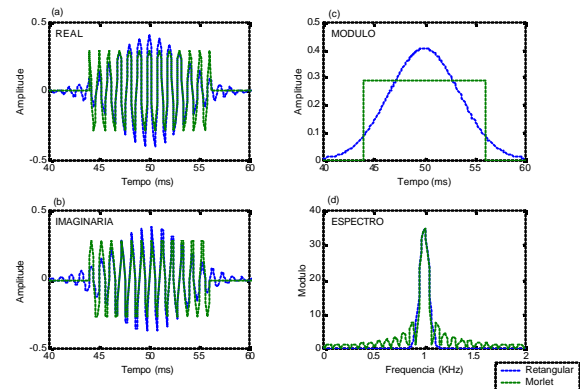 (a)
REAL
0.5
0
-0.5
Amplitude
40
45
50
55
60
Tempo (ms)
(c)
MODULO
0.5
0.4
0.3
0.2
0.1
0
Amplitude
40
45
50
55
60
Tempo (ms)
(b)
IMAGINARIA
0.5
0
-0.5
Amplitude
40
45
50
55
60
Tempo (ms)
(d)
ESPECTRO
40
30
20
10
0
Modulo
0
0.5
1
1.5
2
Frequencia (KHz)
Retangular
Morlet